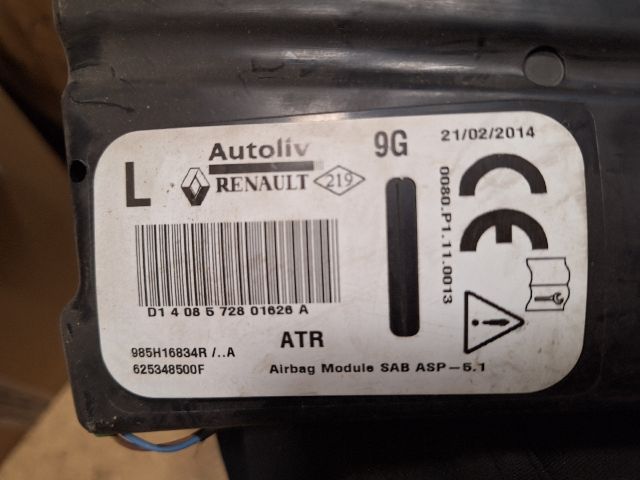 L
Autoliv
RENAULT 219
9G
21/02/2014
CE
0080.P1.11.0013
D1 4 08 5 728 01626 A
ATR
985H16834R /..A
625348500F
Airbag Module SAB ASP-5.1